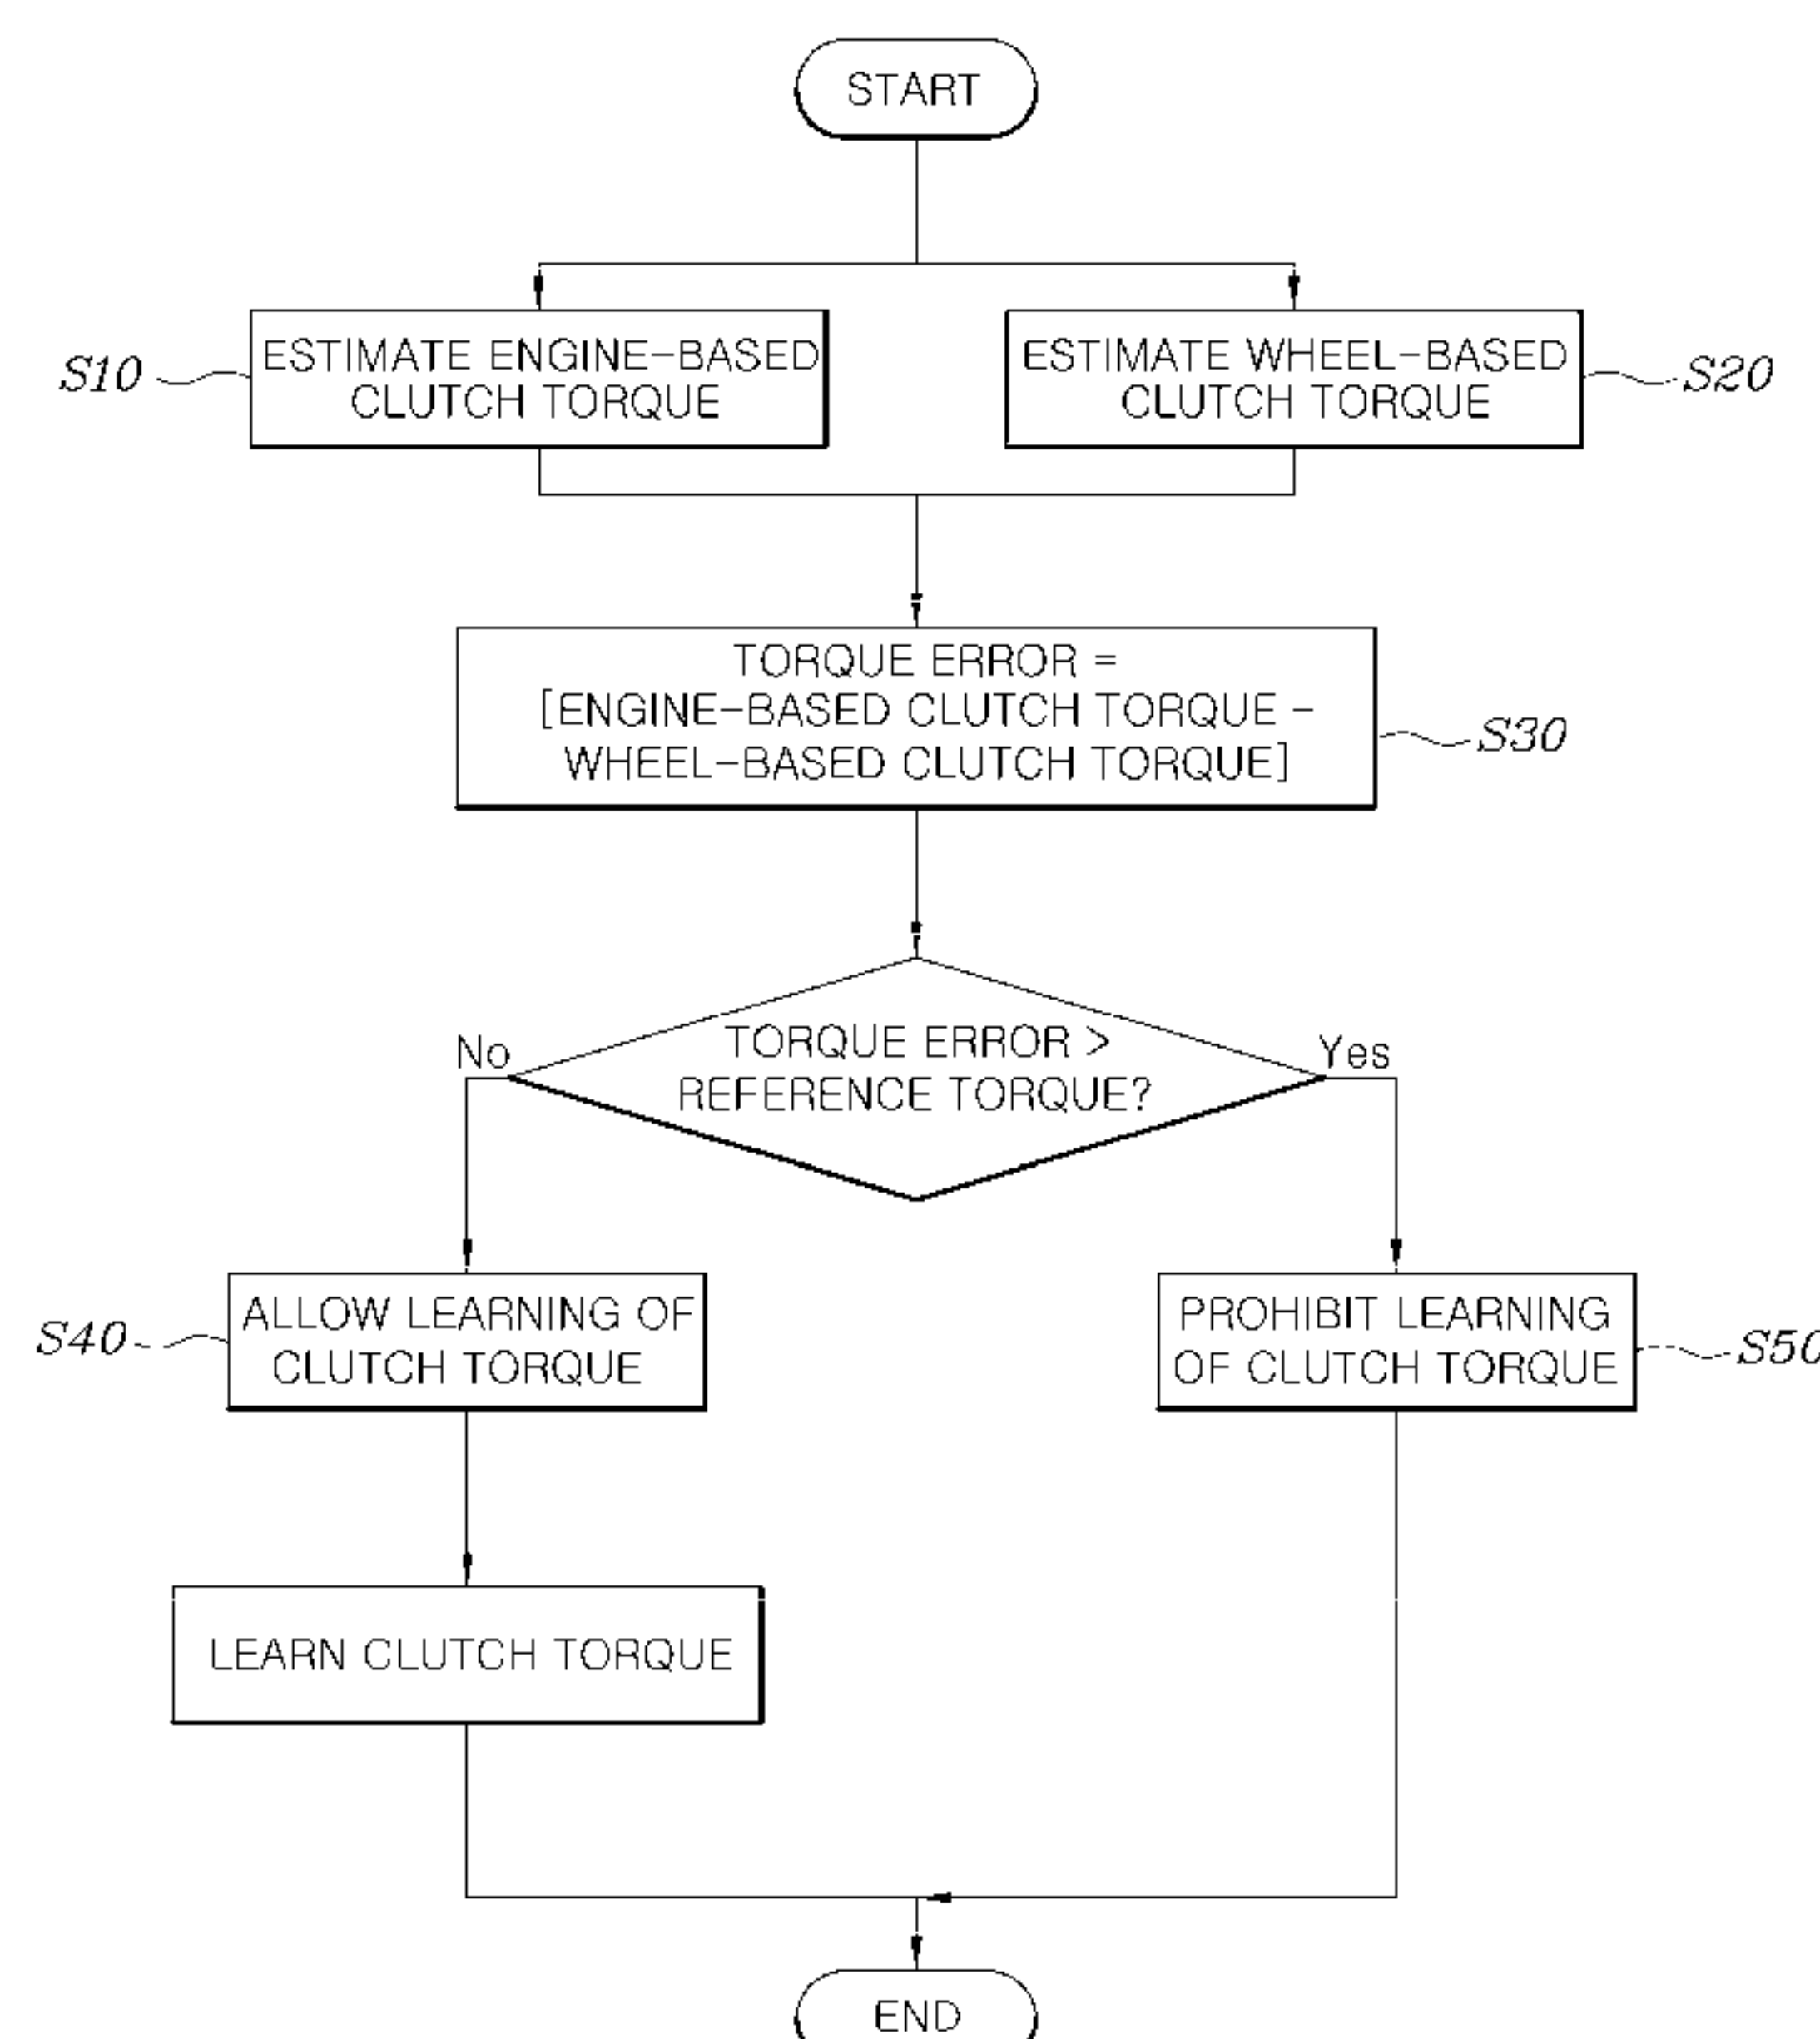 START
S10
ESTIMATE ENGINE-BASED
CLUTCH TORQUE
ESTIMATE WHEEL-BASED
CLUTCH TORQUE
S20
TORQUE ERROR =
[ENGINE-BASED CLUTCH TORQUE -
WHEEL-BASED CLUTCH TORQUE]
S30
No
TORQUE ERROR >
REFERENCE TORQUE?
Yes
S40
ALLOW LEARNING OF
CLUTCH TORQUE
PROHIBIT LEARNING
OF CLUTCH TORQUE
S50
LEARN CLUTCH TORQUE
END